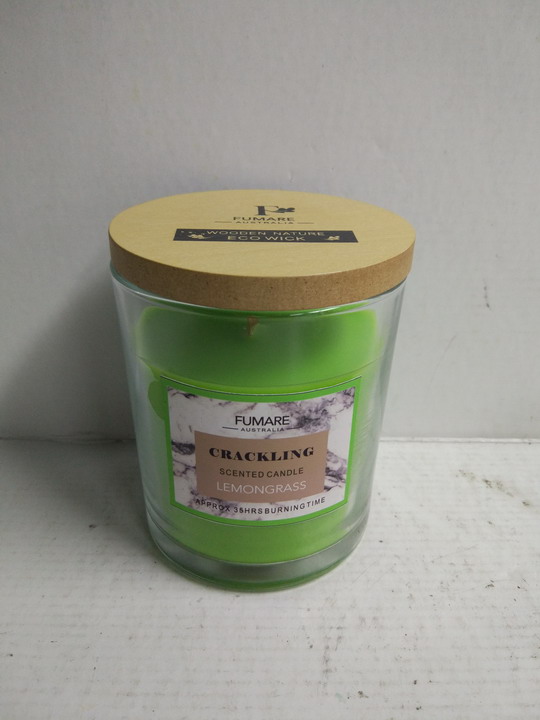 F
FUMARE
AUSTRALIA
WOODEN NATURE
ECO WICK
FUMARE
AUSTRALIA
CRACKLING
SCENTED CANDLE
LEMONGRASS
APPROX 35HRS BURNING TIME